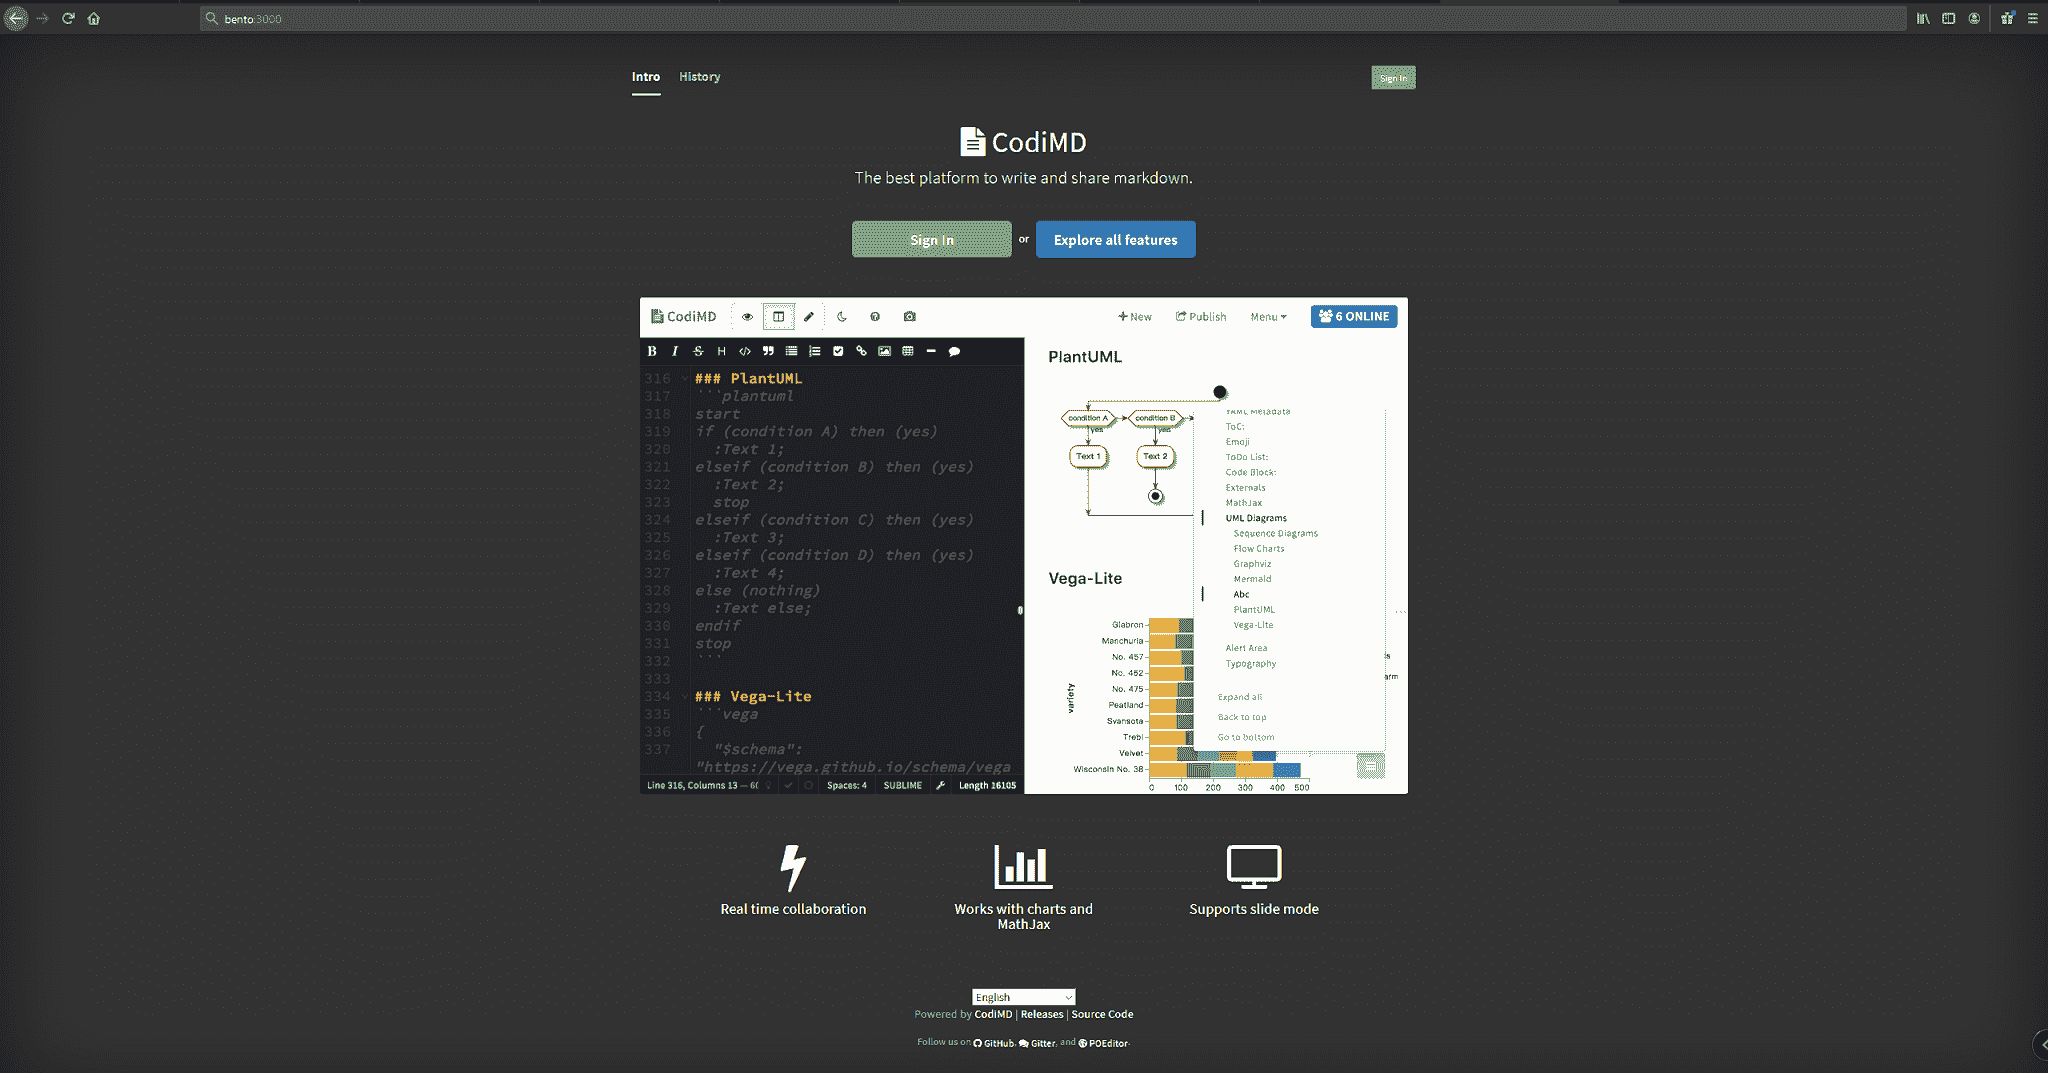 bento:3000
Intro History Sign In
CodiMD
The best platform to write and share markdown.
Sign In or Explore all features
CodiMD + New Publish Menu 6 ONLINE
B I S H
316 ### PlantUML
317 ```plantuml
318 start
319 if (condition A) then (yes)
320 :Text 1;
321 elseif (condition B) then (yes)
322 :Text 2;
323 stop
324 elseif (condition C) then (yes)
325 :Text 3;
326 elseif (condition D) then (yes)
327 :Text 4;
328 else (nothing)
329 :Text else;
330 endif
331 stop
332 ```
333
334 ### Vega-Lite
335 ```vega
336 {
337 "$schema":
"https://vega.github.io/schema/vega
Line 316, Columns 13 — 60 Spaces: 4 SUBLIME Length 16105
PlantUML
condition A condition B
yes yes
Text 1 Text 2
YAML Metadata
ToC:
Emoji
ToDo List:
Code Block:
Externals
MathJax
UML Diagrams
Sequence Diagrams
Flow Charts
Graphviz
Mermaid
Abc
PlantUML
Vega-Lite
Alert Area
Typography
Expand all
Back to top
Go to bottom
Vega-Lite
variety
Glabron
Manchuria
No. 457
No. 462
No. 475
Peatland
Svansota
Trebi
Velvet
Wisconsin No. 38
0 100 200 300 400 500
Real time collaboration
Works with charts and
MathJax
Supports slide mode
English
Powered by CodiMD | Releases | Source Code
Follow us on GitHub, Gitter, and POEditor.